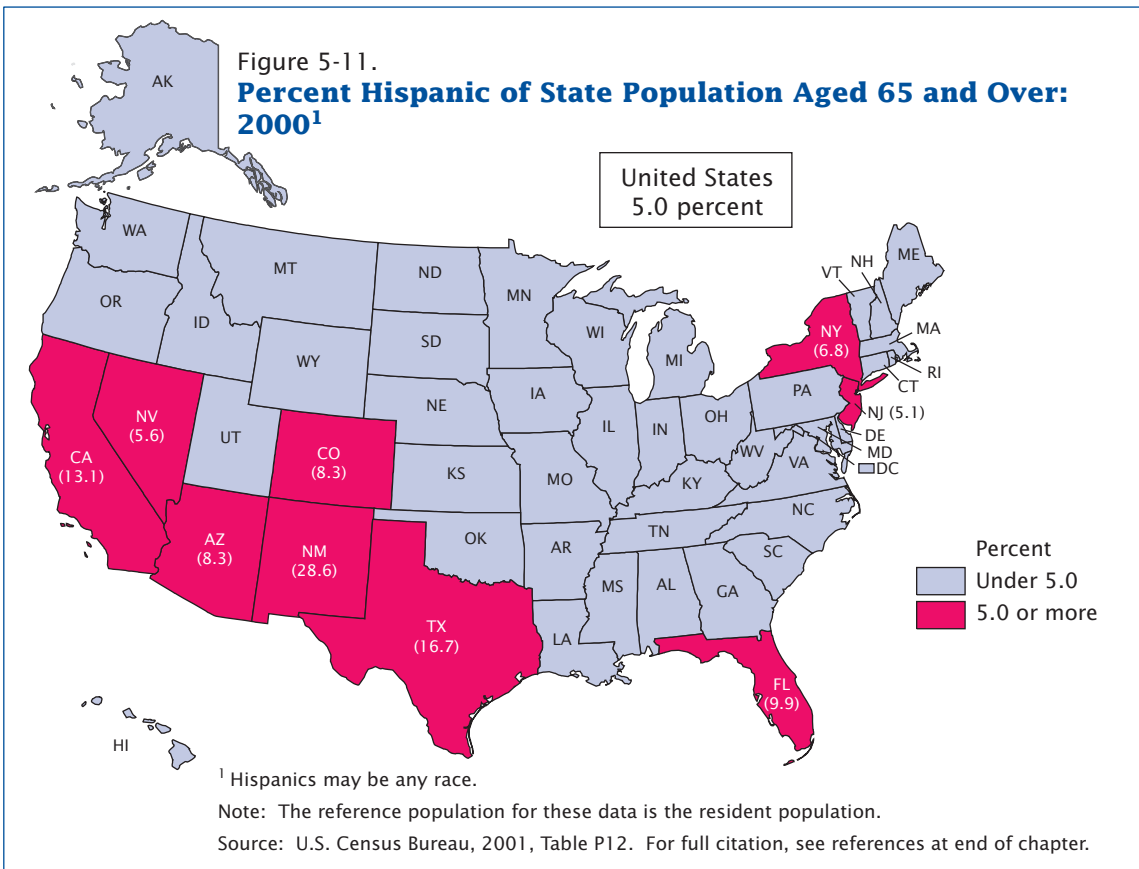 Figure 5-11.
Percent Hispanic of State Population Aged 65 and Over:
2000¹
United States
5.0 percent
AK
WA
OR
MT
ID
WY
ND
SD
NE
KS
OK
MN
IA
MO
AR
LA
WI
IL
MI
IN
OH
KY
TN
MS
AL
GA
SC
NC
VA
WV
PA
NY
(6.8)
VT
NH
ME
MA
RI
CT
NJ (5.1)
DE
MD
DC
CA
(13.1)
NV
(5.6)
UT
CO
(8.3)
AZ
(8.3)
NM
(28.6)
TX
(16.7)
FL
(9.9)
HI
Percent
Under 5.0
5.0 or more
¹ Hispanics may be any race.
Note: The reference population for these data is the resident population.
Source: U.S. Census Bureau, 2001, Table P12. For full citation, see references at end of chapter.